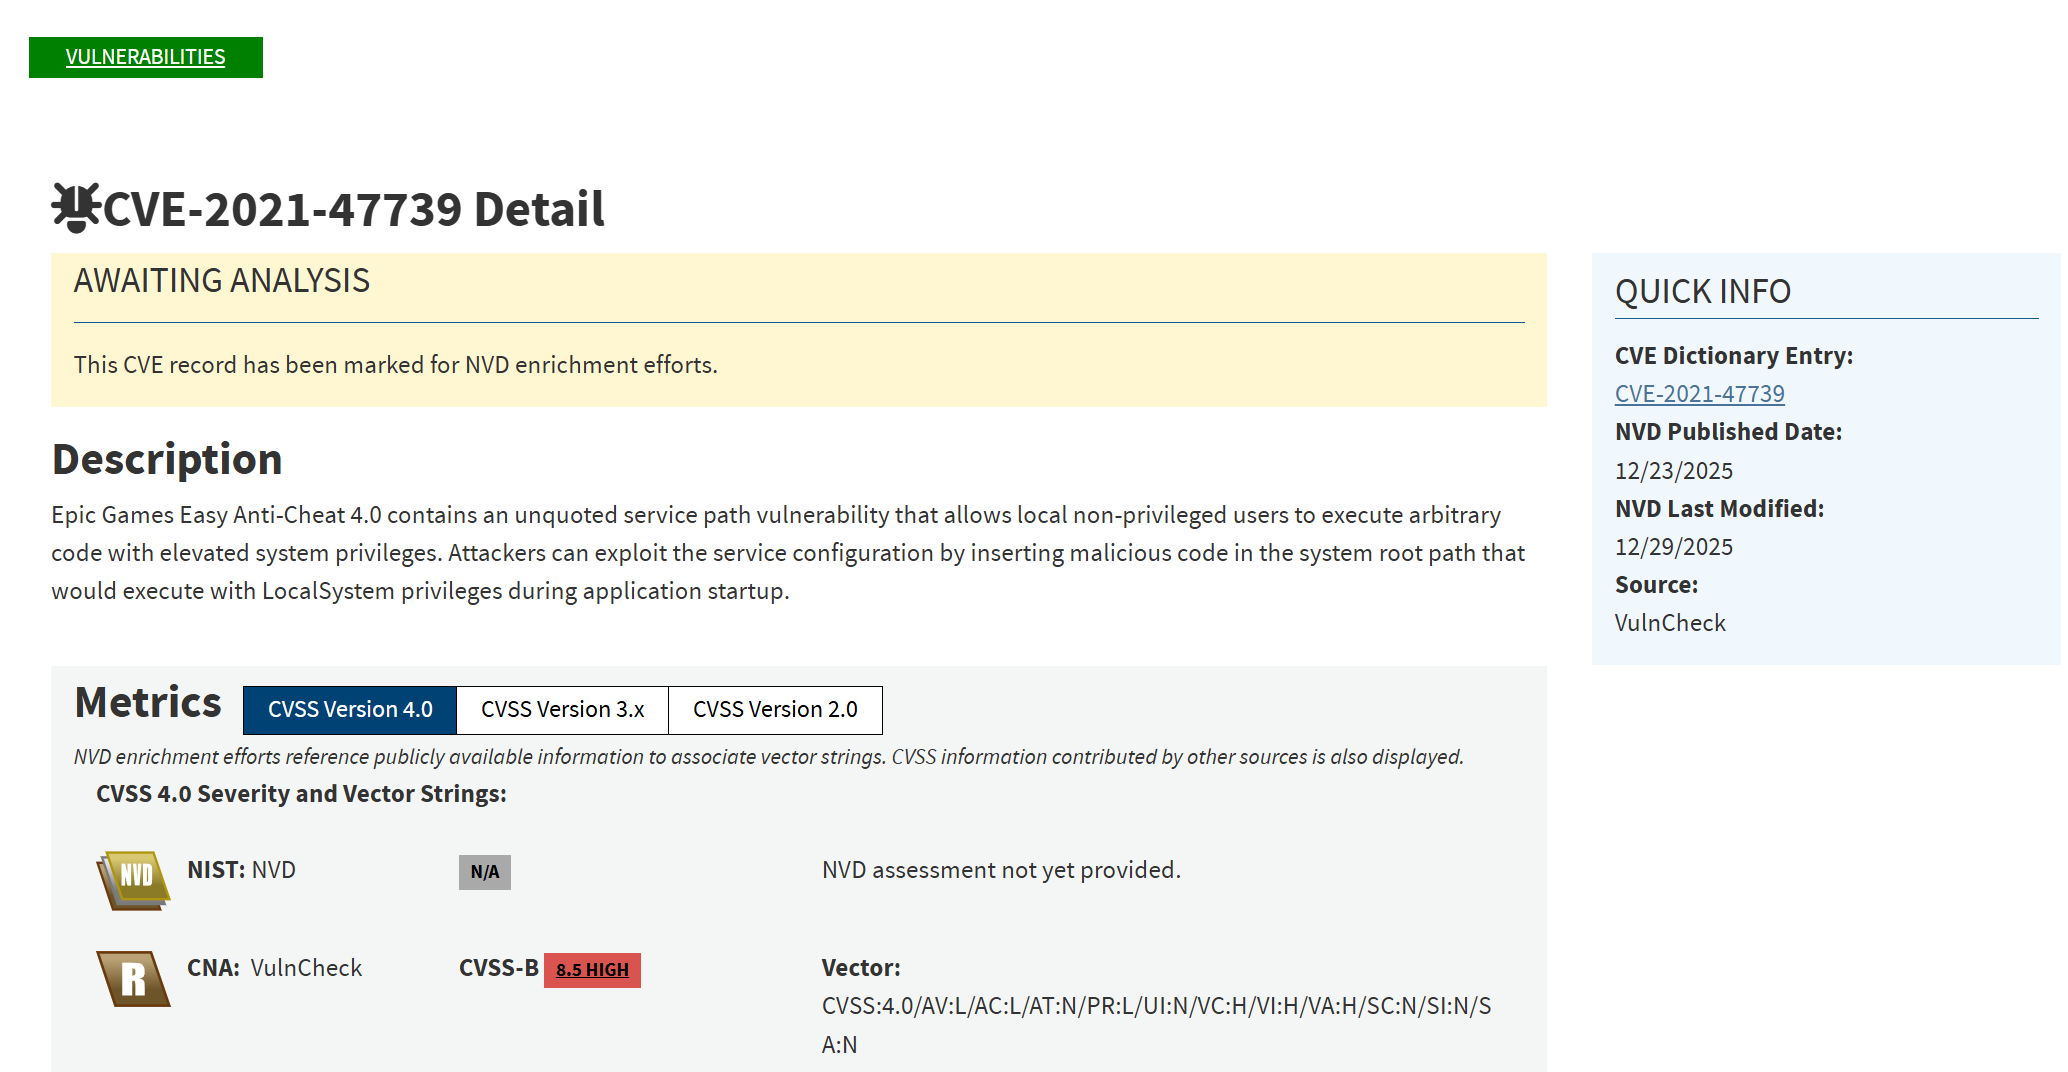 VULNERABILITIES
CVE-2021-47739 Detail
AWAITING ANALYSIS
This CVE record has been marked for NVD enrichment efforts.
Description
Epic Games Easy Anti-Cheat 4.0 contains an unquoted service path vulnerability that allows local non-privileged users to execute arbitrary
code with elevated system privileges. Attackers can exploit the service configuration by inserting malicious code in the system root path that
would execute with LocalSystem privileges during application startup.
Metrics
CVSS Version 4.0 CVSS Version 3.x CVSS Version 2.0
NVD enrichment efforts reference publicly available information to associate vector strings. CVSS information contributed by other sources is also displayed.
CVSS 4.0 Severity and Vector Strings:
NVD NIST: NVD N/A NVD assessment not yet provided.
R CNA: VulnCheck CVSS-B 8.5 HIGH Vector:
CVSS:4.0/AV:L/AC:L/AT:N/PR:L/UI:N/VC:H/VI:H/VA:H/SC:N/SI:N/S
A:N
QUICK INFO
CVE Dictionary Entry:
CVE-2021-47739
NVD Published Date:
12/23/2025
NVD Last Modified:
12/29/2025
Source:
VulnCheck